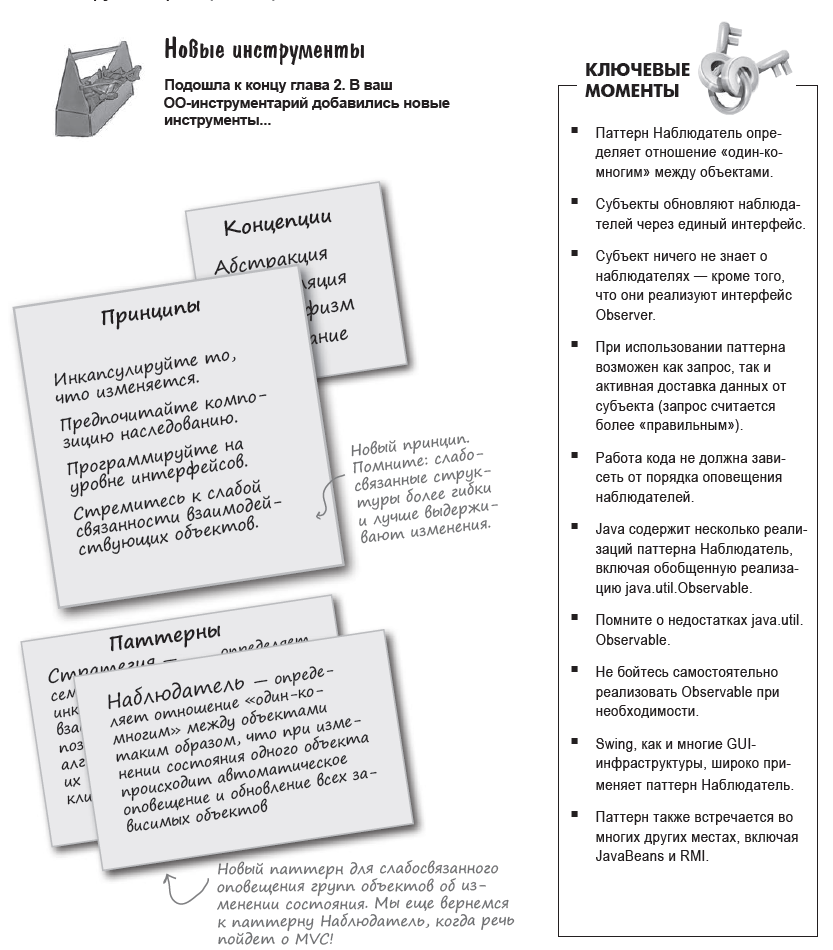 Новые инструменты
Подошла к концу глава 2. В ваш
ОО-инструментарий добавились новые
инструменты...
Концепции
Абстракция
ляция
физм
ание
Принципы
Инкапсулируйте то,
что изменяется.
Предпочитайте компо-
зицию наследованию.
Программируйте на
уровне интерфейсов.
Стремитесь к слабой
связанности взаимодей-
ствующих объектов.
Новый принцип.
Помните: слабо-
связанные струк-
туры более гибки
и лучше выдержи-
вают изменения.
Паттерны
Стратегия — определяет
сем
инк
вза
поз
алг
их
кли
Наблюдатель — опреде-
ляет отношение «один-ко-
многим» между объектами
таким образом, что при изме-
нении состояния одного объекта
происходит автоматическое
оповещение и обновление всех за-
висимых объектов
Новый паттерн для слабосвязанного
оповещения групп объектов об из-
менении состояния. Мы еще вернемся
к паттерну Наблюдатель, когда речь
пойдет о MVC!
КЛЮЧЕВЫЕ
МОМЕНТЫ
▪ Паттерн Наблюдатель опре-
деляет отношение «один-ко-
многим» между объектами.
▪ Субъекты обновляют наблюда-
телей через единый интерфейс.
▪ Субъект ничего не знает о
наблюдателях — кроме того,
что они реализуют интерфейс
Observer.
▪ При использовании паттерна
возможен как запрос, так и
активная доставка данных от
субъекта (запрос считается
более «правильным»).
▪ Работа кода не должна зави-
сеть от порядка оповещения
наблюдателей.
▪ Java содержит несколько реали-
заций паттерна Наблюдатель,
включая обобщенную реализа-
цию java.util.Observable.
▪ Помните о недостатках java.util.
Observable.
▪ Не бойтесь самостоятельно
реализовать Observable при
необходимости.
▪ Swing, как и многие GUI-
инфраструктуры, широко при-
меняет паттерн Наблюдатель.
▪ Паттерн также встречается во
многих других местах, включая
JavaBeans и RMI.